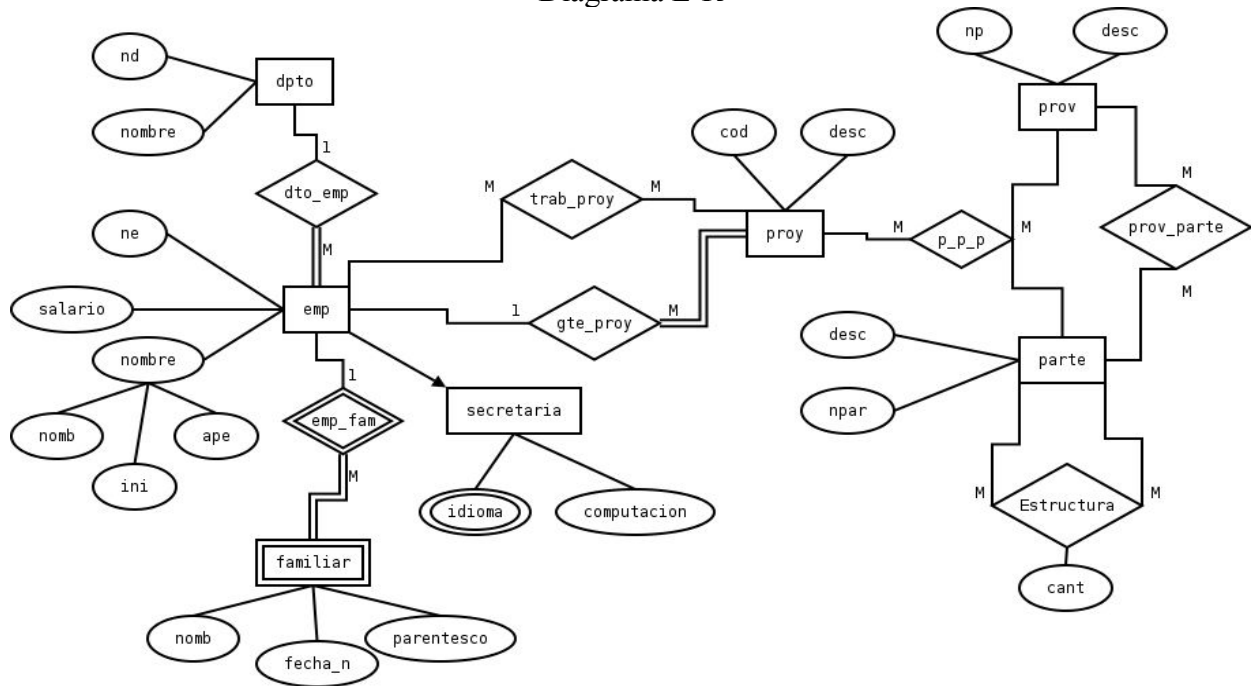 Diagrama E-R
np
desc
nd
dpto
prov
nombre
cod
desc
1
M
M
M
dto_emp
trab_proy
ne
M
proy
M
p_p_p
M
prov_parte
salario
emp
1
gte_proy
M
M
nombre
desc
parte
1
secretaria
nomb
ape
emp_fam
npar
ini
M
idioma
computacion
M
Estructura
M
familiar
cant
nomb
fecha_n
parentesco